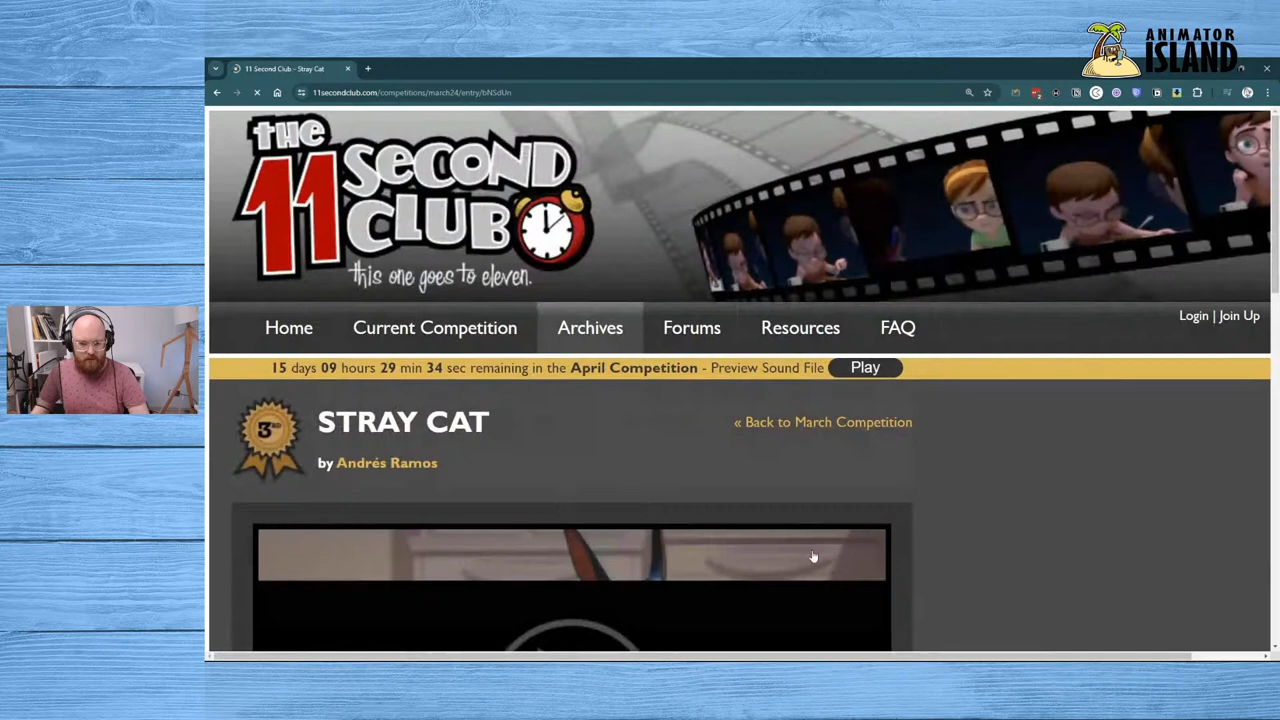 ANIMATOR
ISLAND
11 Second Club - Stray Cat
11secondclub.com/competitions/march24/entry/bNSdUn
the
11 SECOND
CLUB
this one goes to eleven.
Home Current Competition Archives Forums Resources FAQ
Login | Join Up
15 days 09 hours 29 min 34 sec remaining in the April Competition - Preview Sound File Play
3RD
STRAY CAT
« Back to March Competition
by Andrés Ramos